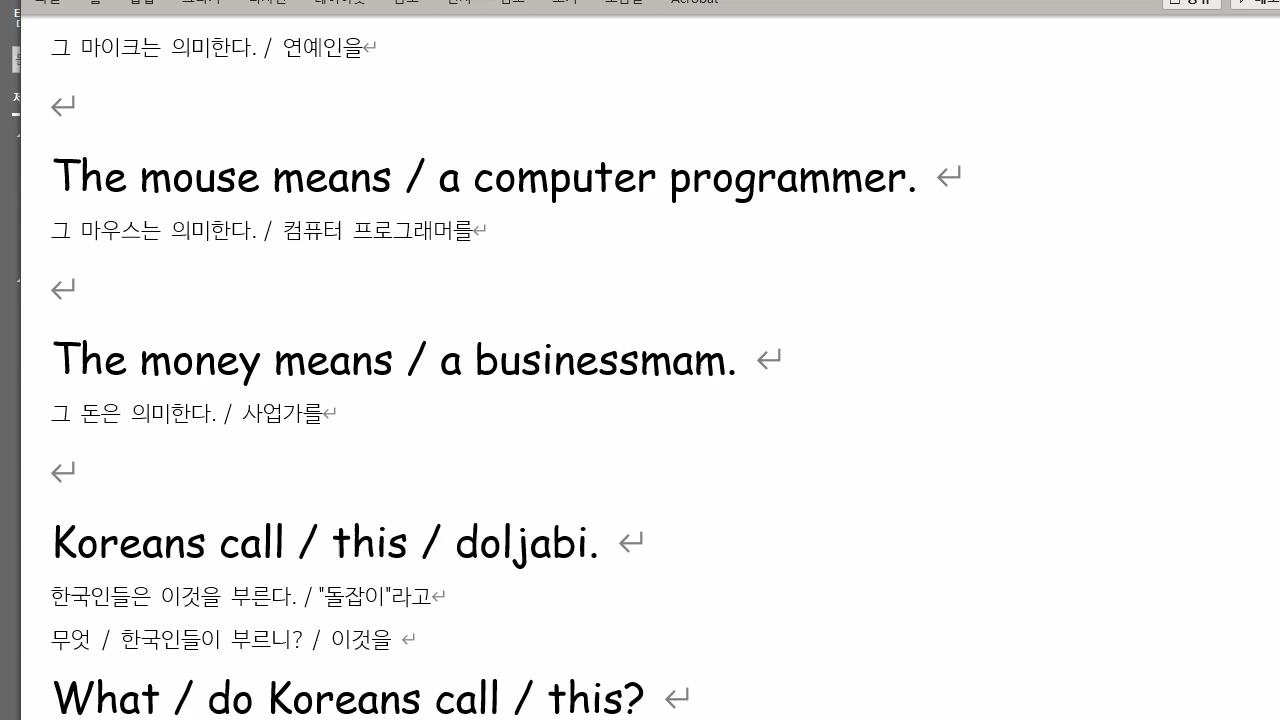 그 마이크는 의미한다. / 연예인을
The mouse means / a computer programmer.
그 마우스는 의미한다. / 컴퓨터 프로그래머를
The money means / a businessmam.
그 돈은 의미한다. / 사업가를
Koreans call / this / doljabi.
한국인들은 이것을 부른다. / "돌잡이"라고
무엇 / 한국인들이 부르니? / 이것을
What / do Koreans call / this?